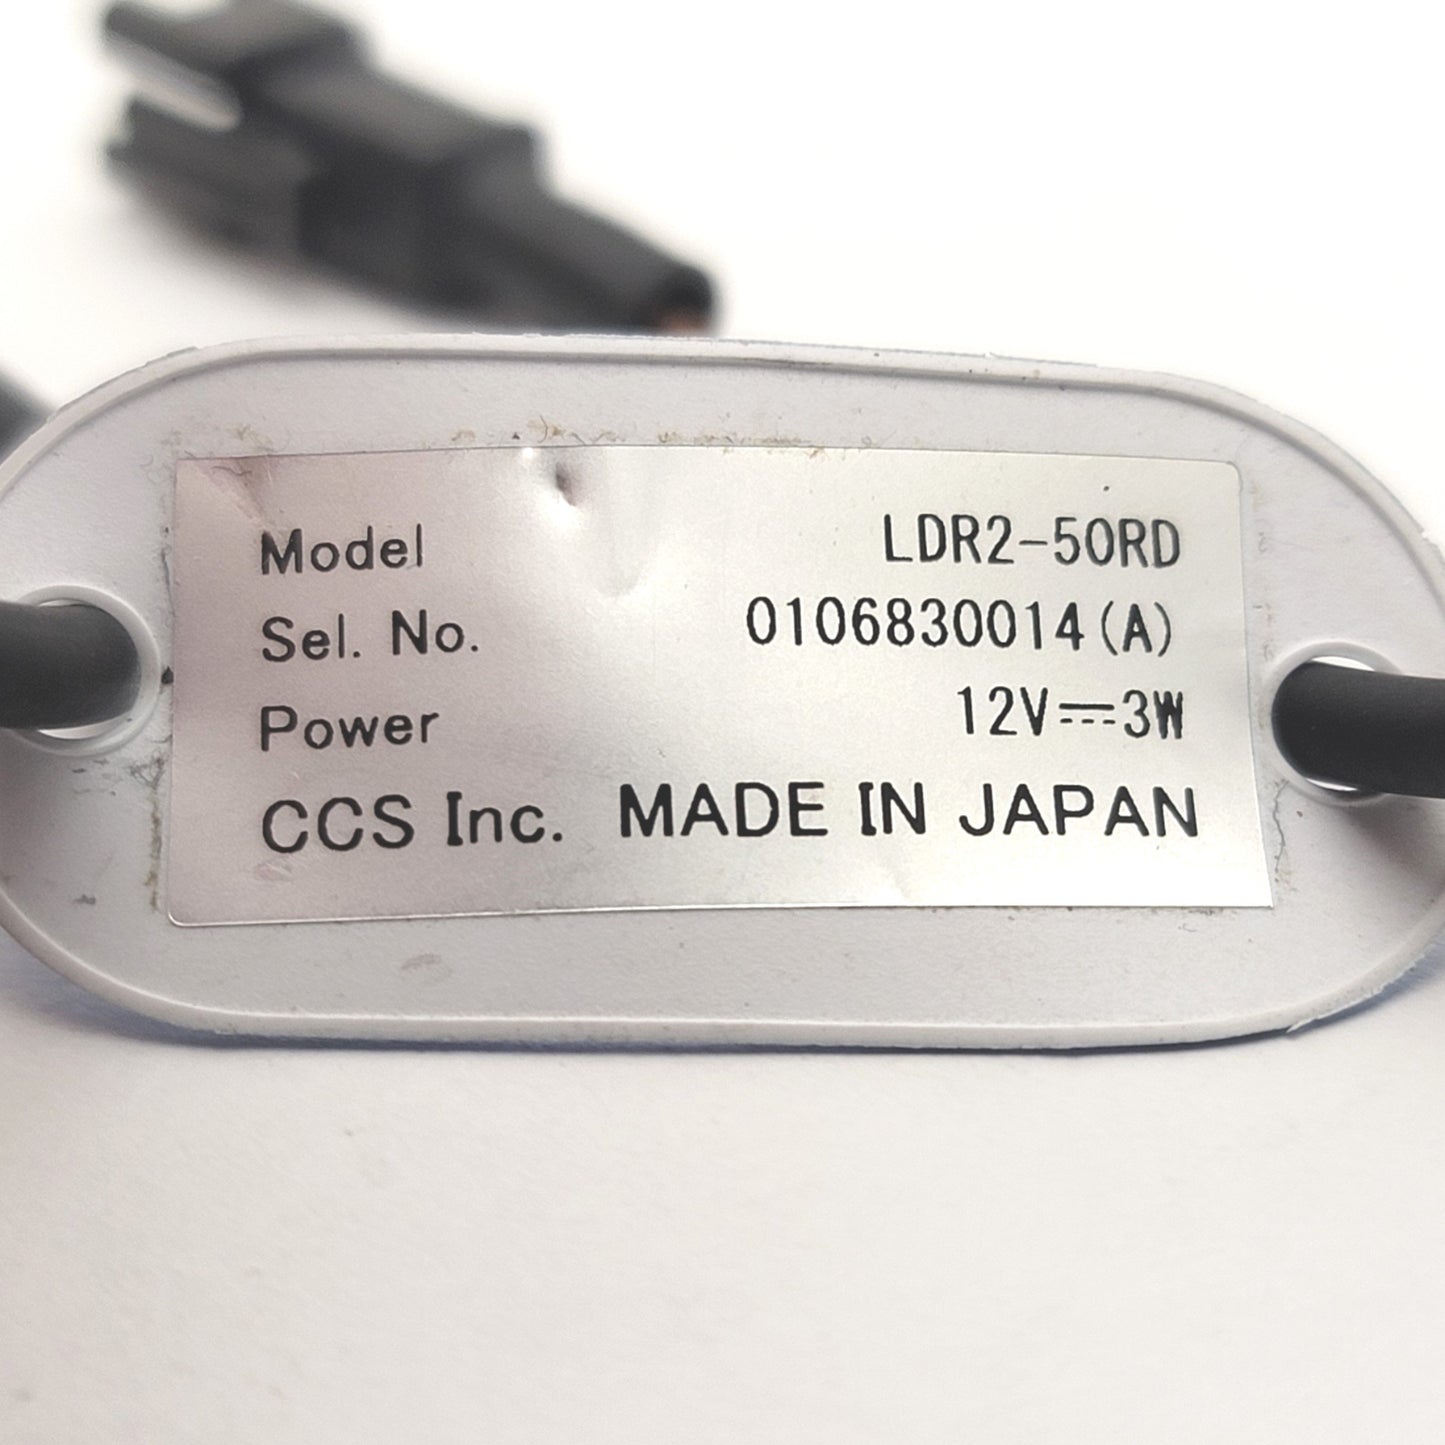 Model LDR2-50RD
Sel. No. 0106830014(A)
Power 12V⎓3W
CCS Inc. MADE IN JAPAN